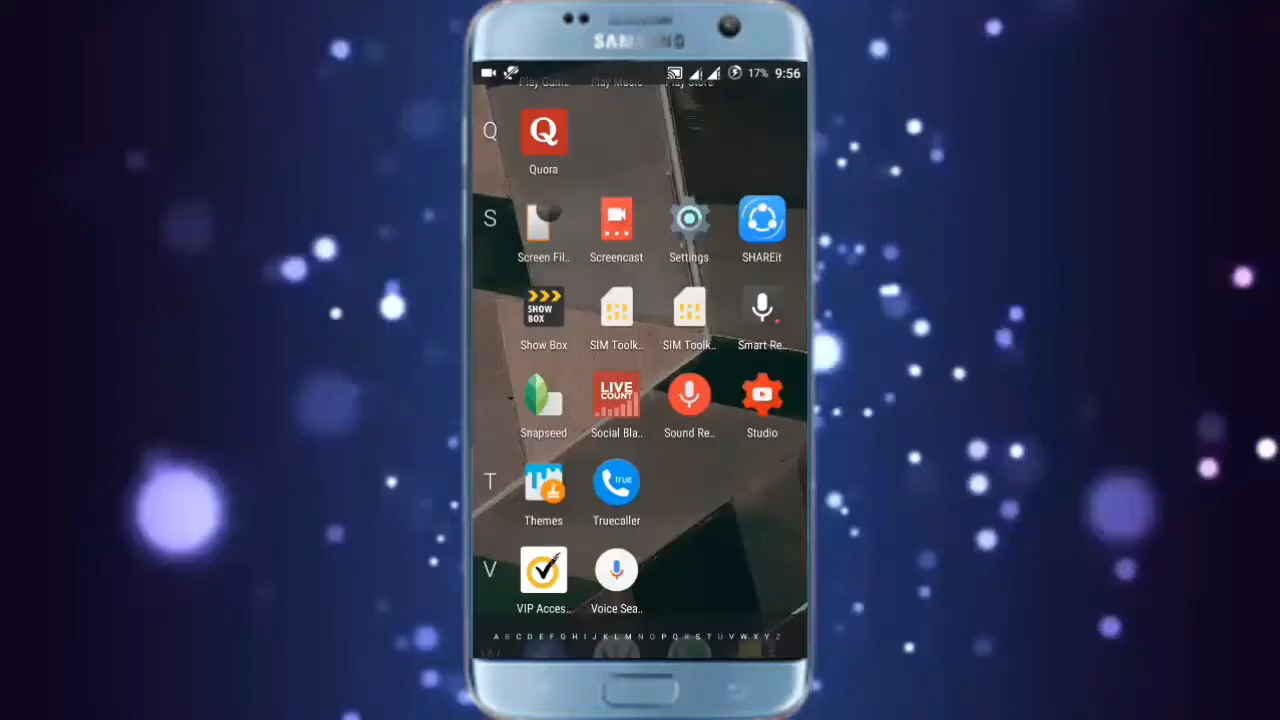 SAMSUNG
17% 9:56
Play Gam.. Play Music Play Store
Q
Q
Quora
S
Screen Fil.. Screencast Settings SHAREit
SHOW
BOX
Show Box SIM Toolk.. SIM Toolk.. Smart Re..
LIVE
COUNT
Snapseed Social Bla.. Sound Re.. Studio
T
true
Themes Truecaller
V
VIP Acces.. Voice Sea..
A B C D E F G H I J K L M N O P Q R S T U V W X Y Z
W